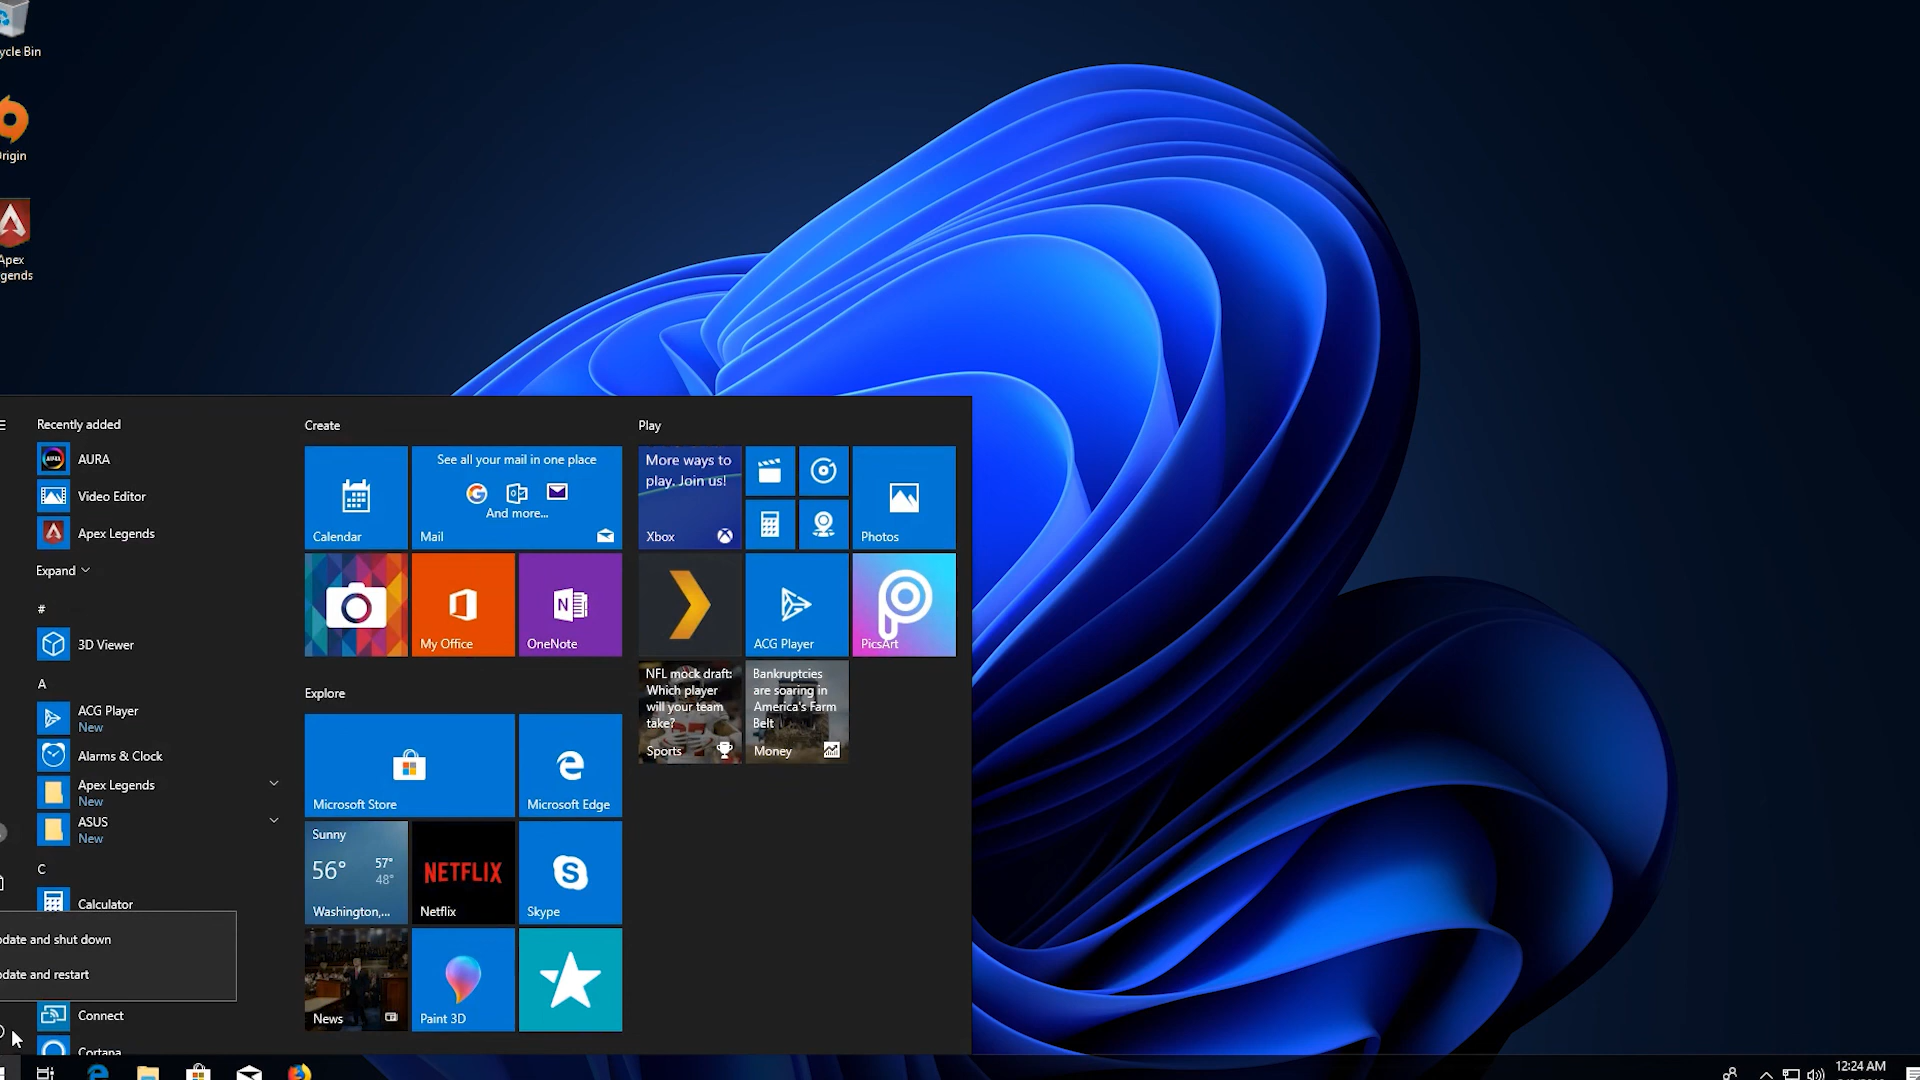 ycle Bin
rigin
Apex
gends
Recently added
AURA
Video Editor
Apex Legends
Expand
#
3D Viewer
A
ACG Player
New
Alarms & Clock
Apex Legends
New
ASUS
New
C
Calculator
pdate and shut down
pdate and restart
Connect
Cortana
Create
Calendar
See all your mail in one place
And more...
Mail
My Office
OneNote
Explore
Microsoft Store
Microsoft Edge
Sunny
56° 57°
48°
Washington,...
NETFLIX
Netflix
Skype
News
Paint 3D
Play
More ways to
play. Join us!
Xbox
Photos
ACG Player
PicsArt
NFL mock draft:
Which player
will your team
take?
Sports
Bankruptcies
are soaring in
America's Farm
Belt
Money
12:24 AM